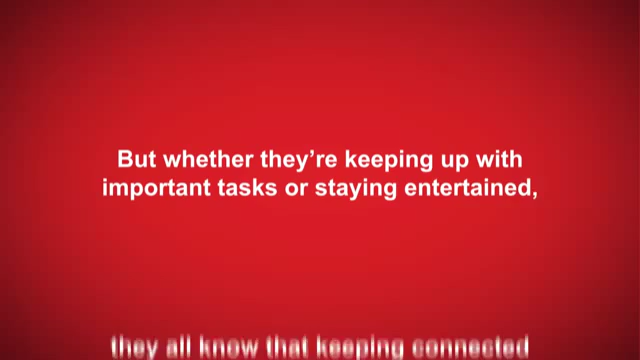 But whether they’re keeping up with
important tasks or staying entertained,
they all know that keeping connected